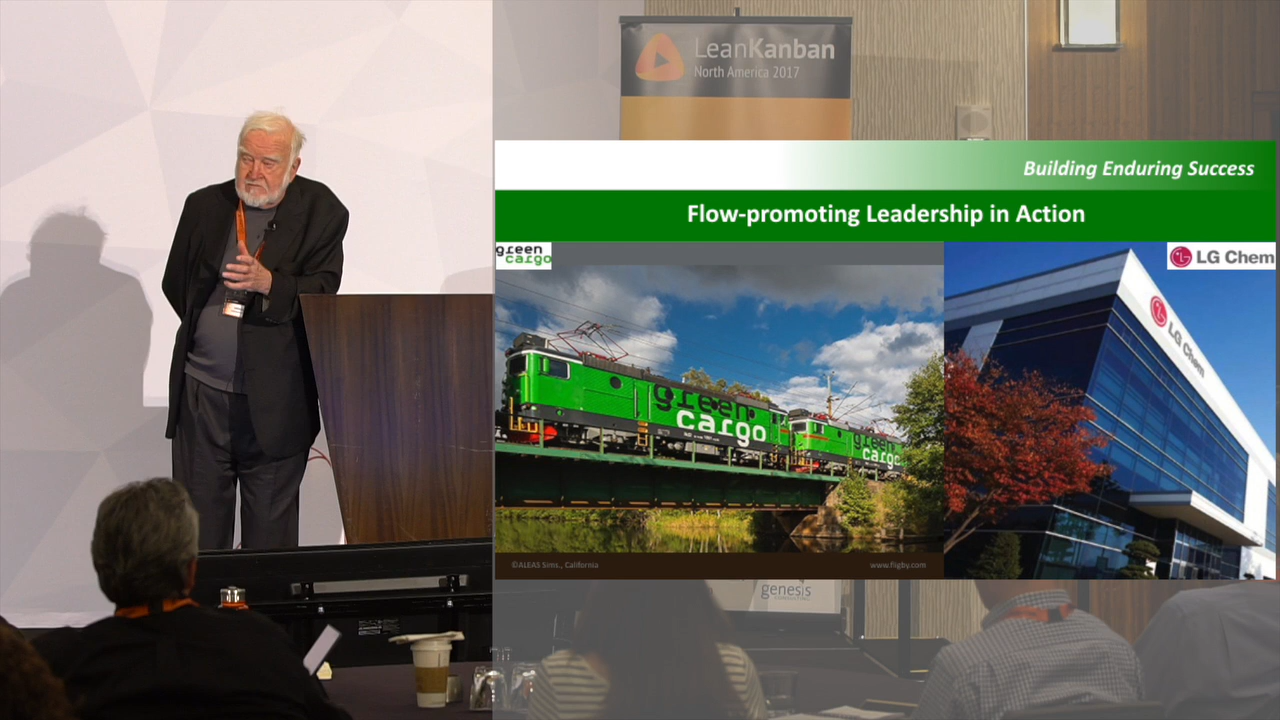 LeanKanban
North America 2017
Building Enduring Success
Flow-promoting Leadership in Action
green
cargo
LG Chem
LG Chem
green
cargo
green
cargo
©ALEAS Sims., California
www.fligby.com
genesis